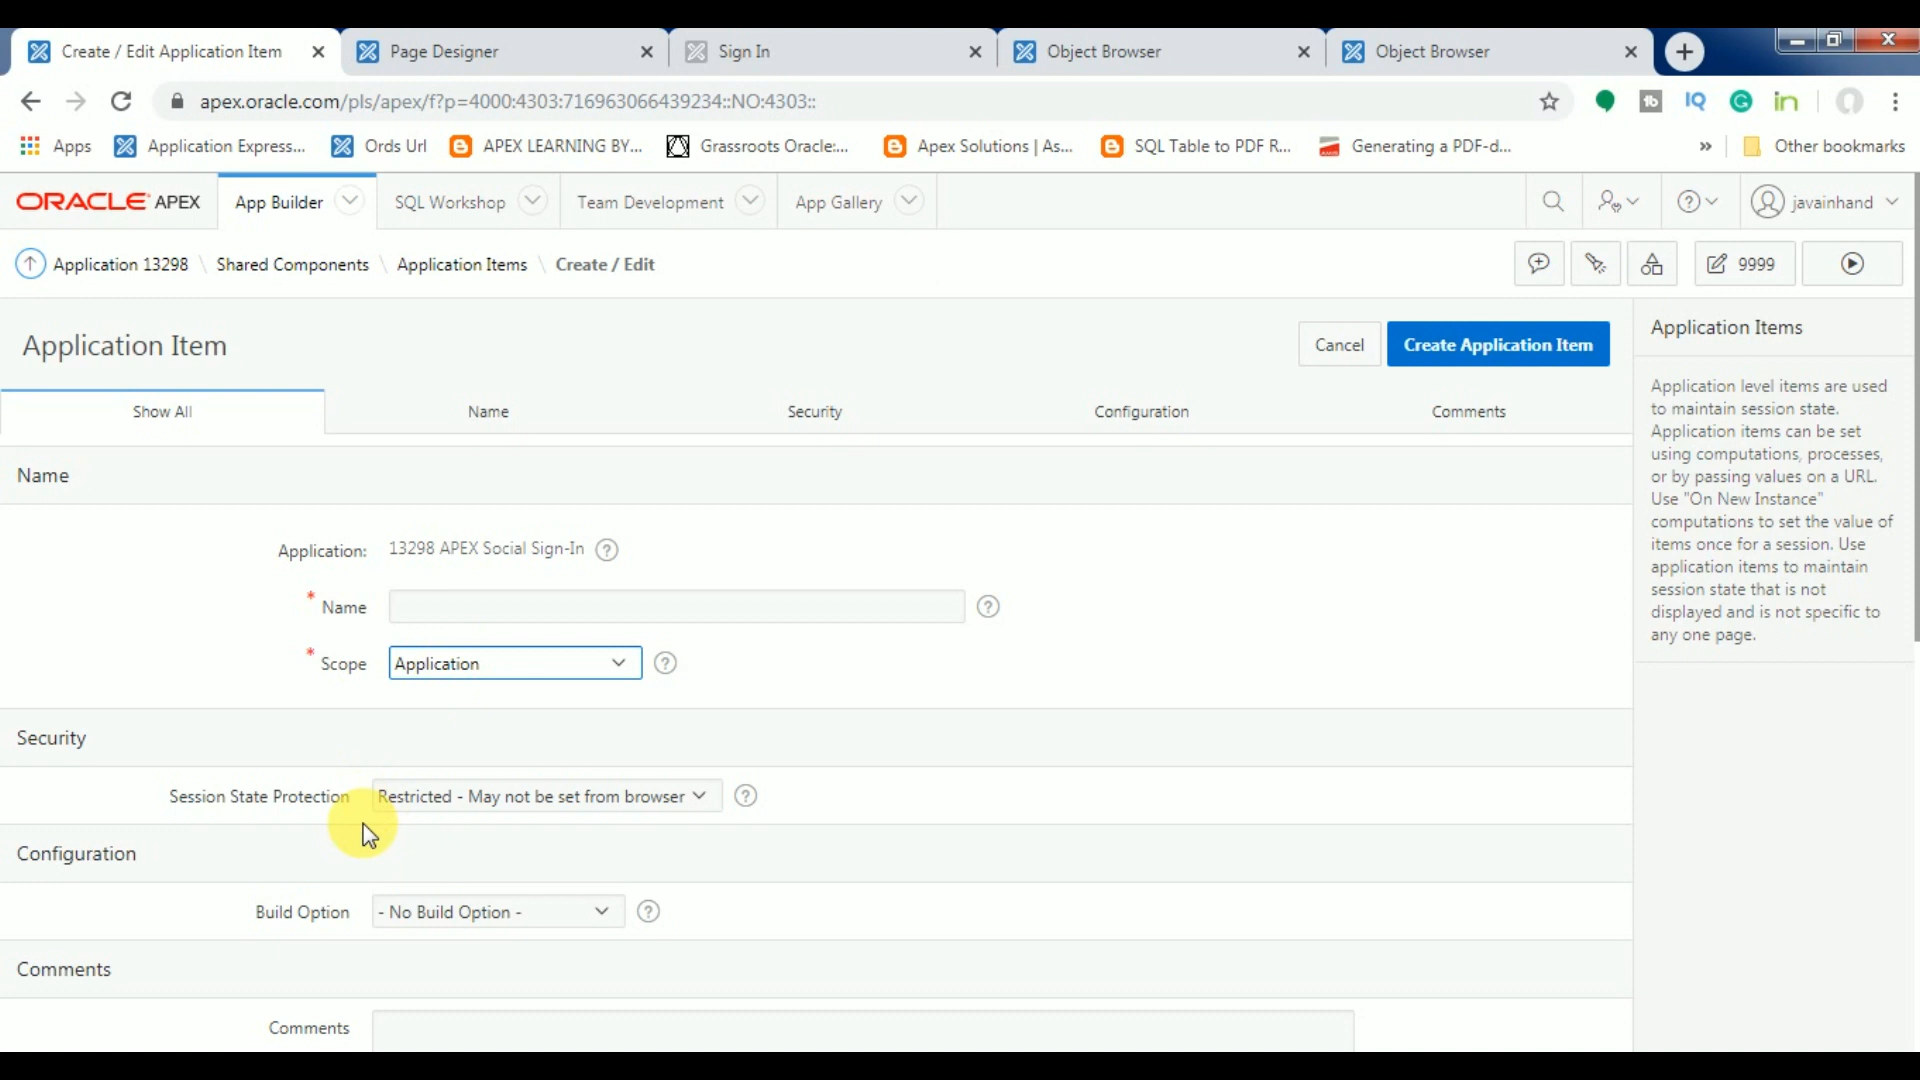 Create / Edit Application Item
Page Designer
Sign In
Object Browser
Object Browser
apex.oracle.com/pls/apex/f?p=4000:4303:716963066439234::NO:4303::
Apps
Application Express...
Ords Url
APEX LEARNING BY...
Grassroots Oracle:...
Apex Solutions | As...
SQL Table to PDF R...
Generating a PDF-d...
»
Other bookmarks
ORACLE APEX
App Builder
SQL Workshop
Team Development
App Gallery
javainhand
Application 13298 \ Shared Components \ Application Items \ Create / Edit
9999
Application Item
Cancel
Create Application Item
Show All
Name
Security
Configuration
Comments
Name
Application: 13298 APEX Social Sign-In
* Name
* Scope Application
Security
Session State Protection Restricted - May not be set from browser
Configuration
Build Option - No Build Option -
Comments
Comments
Application Items
Application level items are used
to maintain session state.
Application items can be set
using computations, processes,
or by passing values on a URL.
Use "On New Instance"
computations to set the value of
items once for a session. Use
application items to maintain
session state that is not
displayed and is not specific to
any one page.